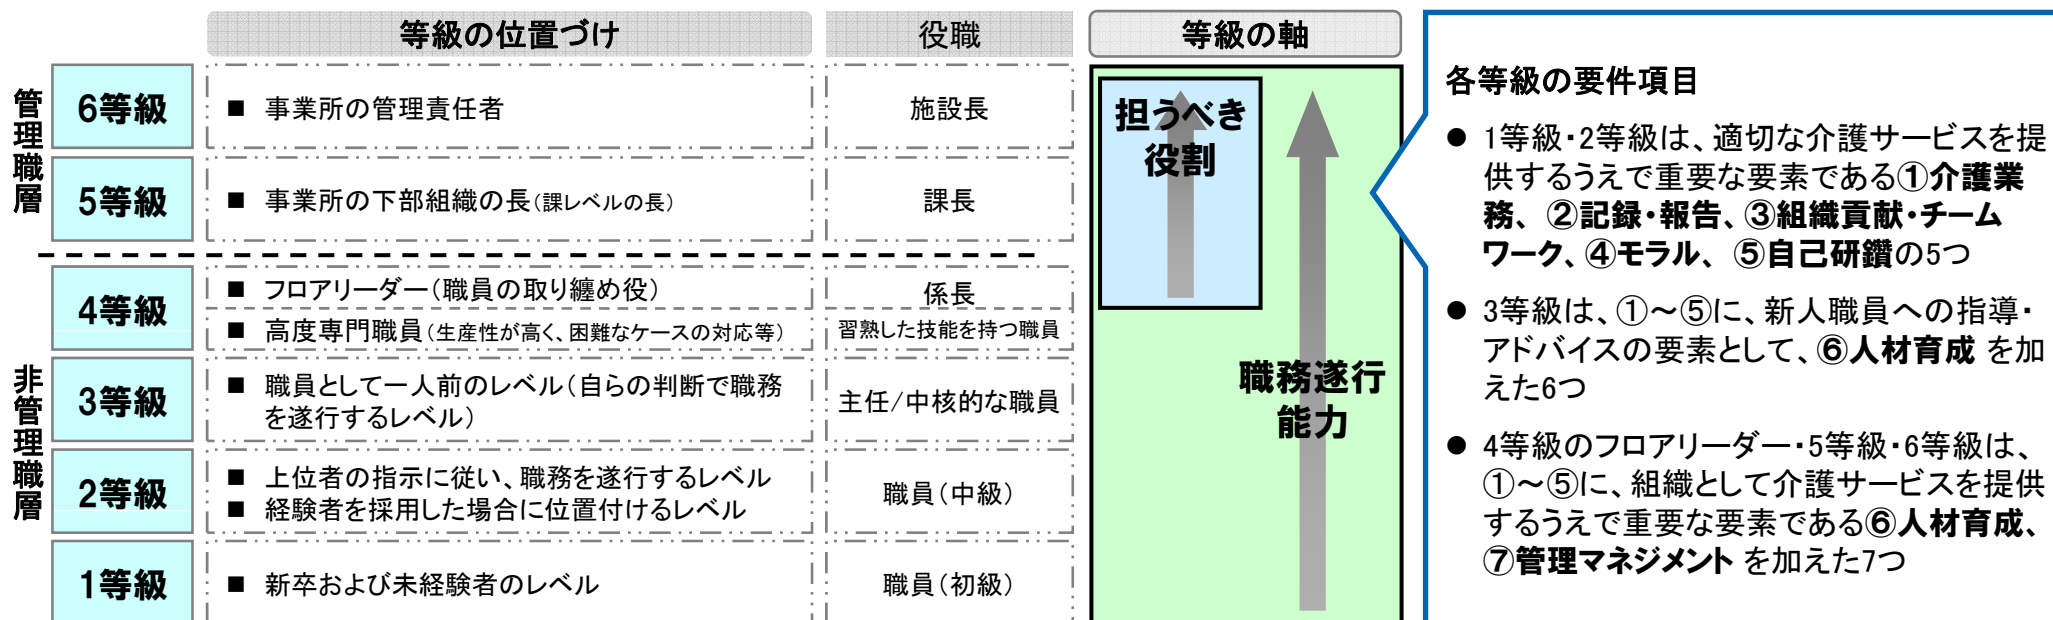 等級の位置づけ
役職
等級の軸
管理職層
6等級
■ 事業所の管理責任者
施設長
5等級
■ 事業所の下部組織の長(課レベルの長)
課長
非管理職層
4等級
■ フロアリーダー(職員の取り纏め役)
係長
■ 高度専門職員(生産性が高く、困難なケースの対応等)
習熟した技能を持つ職員
3等級
■ 職員として一人前のレベル(自らの判断で職務
を遂行するレベル)
主任/中核的な職員
2等級
■ 上位者の指示に従い、職務を遂行するレベル
■ 経験者を採用した場合に位置付けるレベル
職員(中級)
1等級
■ 新卒および未経験者のレベル
職員(初級)
担うべき
役割
職務遂行
能力
各等級の要件項目
● 1等級・2等級は、適切な介護サービスを提
供するうえで重要な要素である①介護業
務、②記録・報告、③組織貢献・チーム
ワーク、④モラル、⑤自己研鑽の5つ
● 3等級は、①～⑤に、新人職員への指導・
アドバイスの要素として、⑥人材育成 を加
えた6つ
● 4等級のフロアリーダー・5等級・6等級は、
①～⑤に、組織として介護サービスを提供
するうえで重要な要素である⑥人材育成、
⑦管理マネジメント を加えた7つ